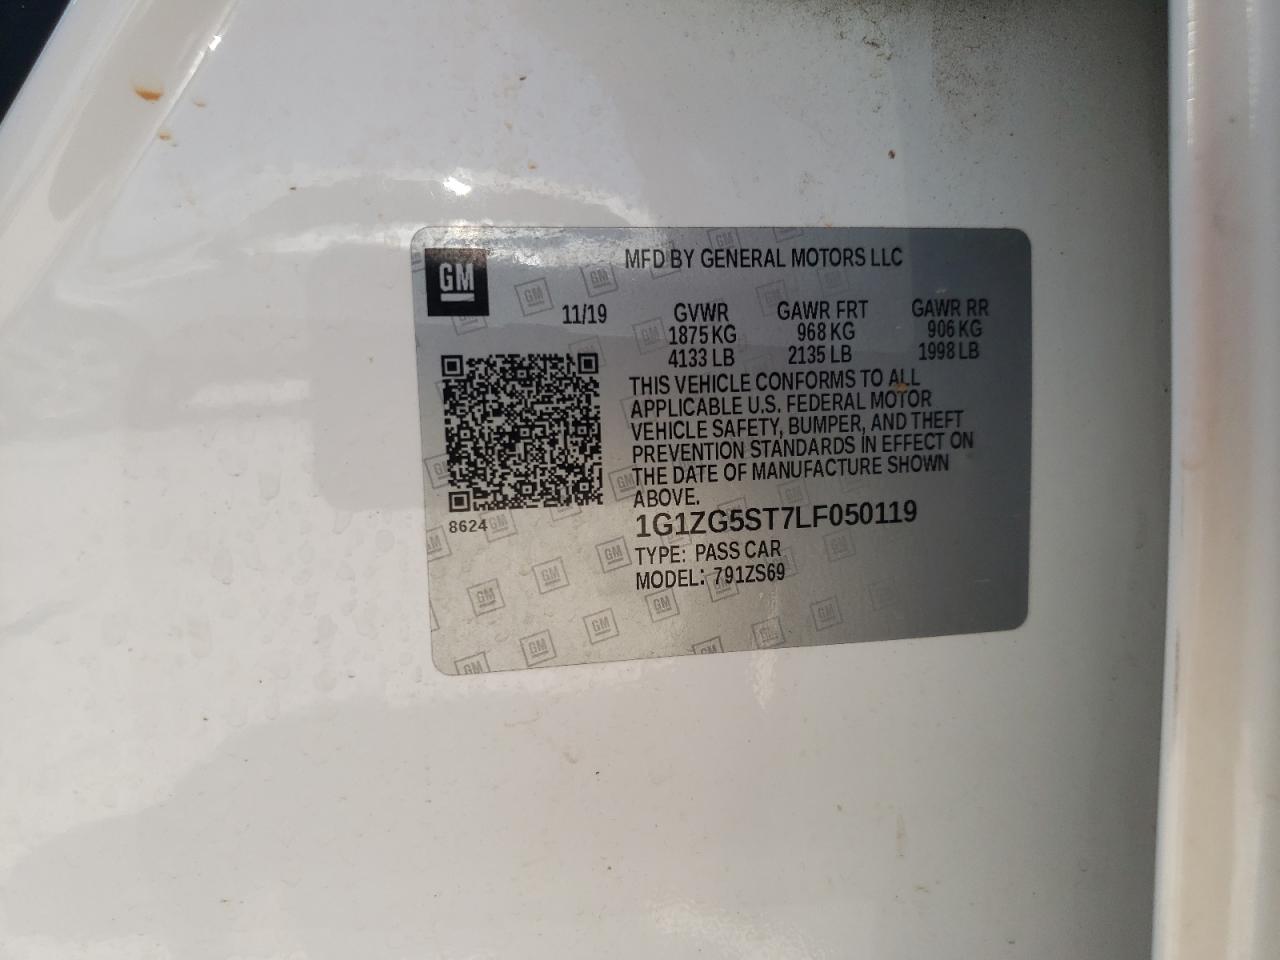 GM
MFD BY GENERAL MOTORS LLC
11/19 GVWR GAWR FRT GAWR RR
1875 KG 968 KG 906 KG
4133 LB 2135 LB 1998 LB
THIS VEHICLE CONFORMS TO ALL
APPLICABLE U.S. FEDERAL MOTOR
VEHICLE SAFETY, BUMPER, AND THEFT
PREVENTION STANDARDS IN EFFECT ON
THE DATE OF MANUFACTURE SHOWN
ABOVE.
8624
1G1ZG5ST7LF050119
TYPE: PASS CAR
MODEL: 791ZS69